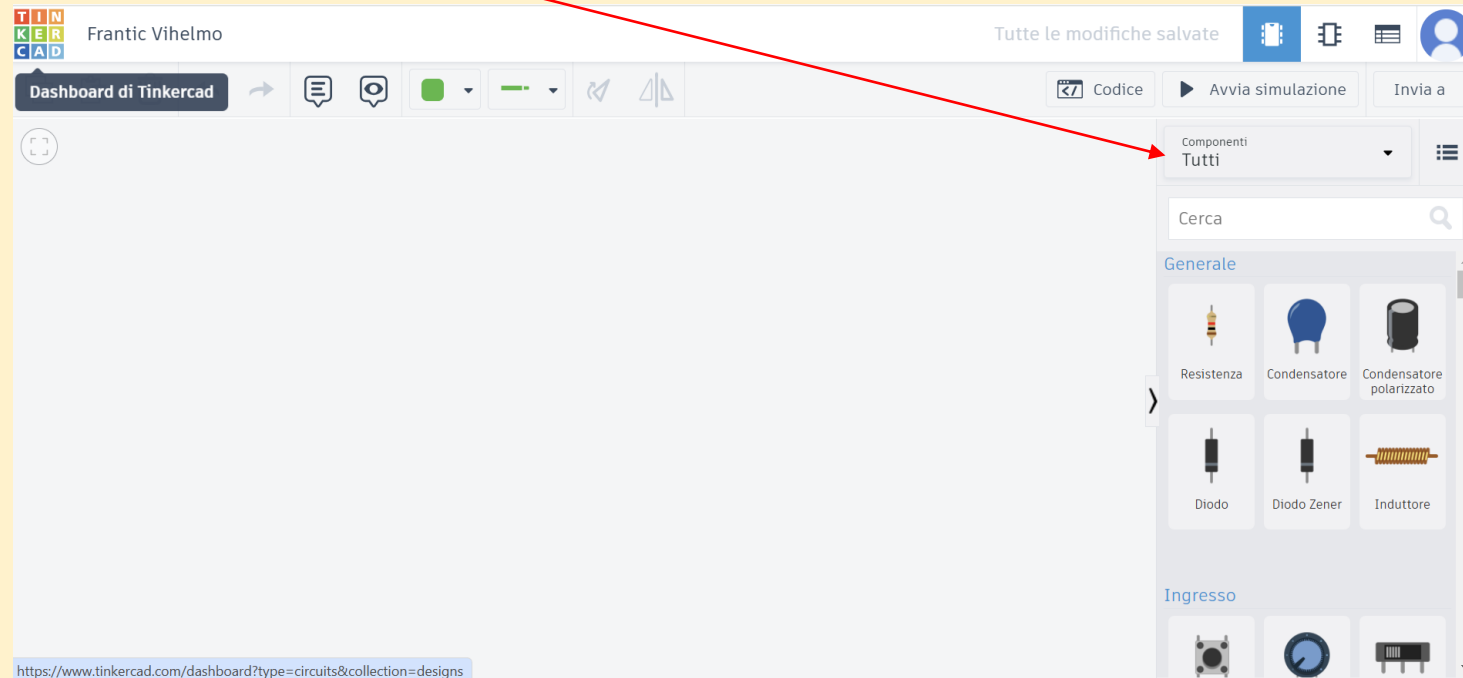 TIN
KER
CAD
Frantic Vihelmo
Tutte le modifiche salvate
Dashboard di Tinkercad
Codice
Avvia simulazione
Invia a
Componenti
Tutti
Cerca
Generale
Resistenza
Condensatore
Condensatore
polarizzato
Diodo
Diodo Zener
Induttore
Ingresso
https://www.tinkercad.com/dashboard?type=circuits&collection=designs